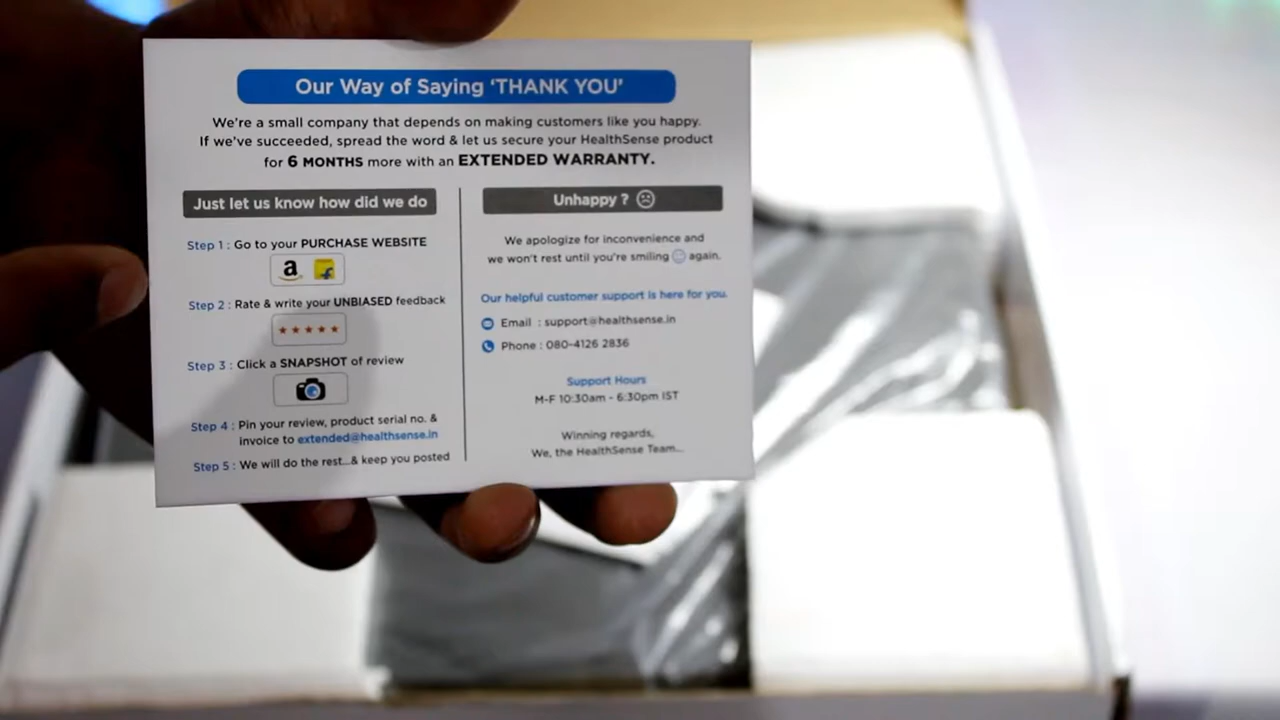 Our Way of Saying ‘THANK YOU’
We're a small company that depends on making customers like you happy.
If we've succeeded, spread the word & let us secure your HealthSense product
for 6 MONTHS more with an EXTENDED WARRANTY.
Just let us know how did we do
Step 1 : Go to your PURCHASE WEBSITE
a
Step 2 : Rate & write your UNBIASED feedback
Step 3 : Click a SNAPSHOT of review
Step 4 : Pin your review, product serial no. &
invoice to extended@healthsense.in
Step 5 : We will do the rest...& keep you posted
Unhappy ?
We apologize for inconvenience and
we won't rest until you're smiling again.
Our helpful customer support is here for you.
Email : support@healthsense.in
Phone : 080-4126 2836
Support Hours
M-F 10:30am - 6:30pm IST
Winning regards,
We, the HealthSense Team...